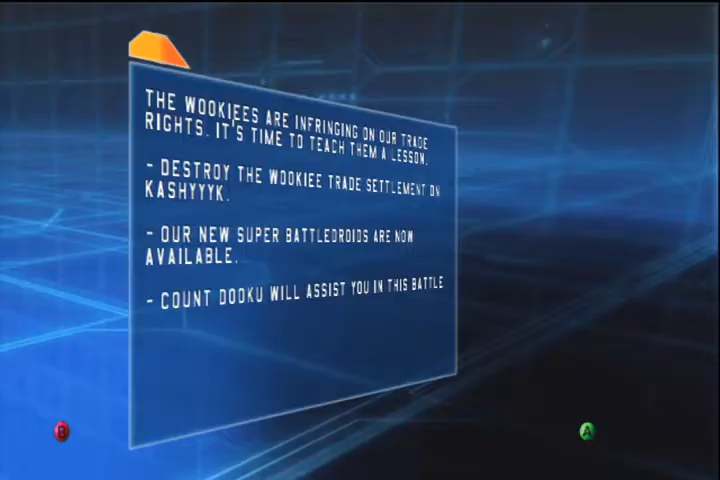 THE WOOKIEES ARE INFRINGING ON OUR TRADE
RIGHTS. IT'S TIME TO TEACH THEM A LESSON.
- DESTROY THE WOOKIEE TRADE SETTLEMENT ON
KASHYYYK.
- OUR NEW SUPER BATTLEDROIDS ARE NOW
AVAILABLE.
- COUNT DOOKU WILL ASSIST YOU IN THIS BATTLE
B
A